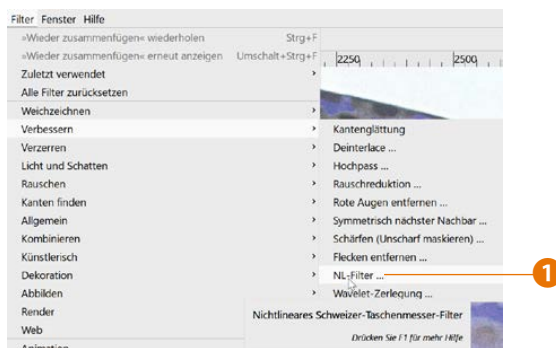 Filter Fenster Hilfe
»Wieder zusammenfügen« wiederholen Strg+F
»Wieder zusammenfügen« erneut anzeigen Umschalt+Strg+F
Zuletzt verwendet
Alle Filter zurücksetzen
Weichzeichnen
Verbessern
Verzerren
Licht und Schatten
Rauschen
Kanten finden
Allgemein
Kombinieren
Künstlerisch
Dekoration
Abbilden
Render
Web
Animation
2250 2500
Kantenglättung
Deinterlace ...
Hochpass ...
Rauschreduktion ...
Rote Augen entfernen ...
Symmetrisch nächster Nachbar ...
Schärfen (Unscharf maskieren) ...
Flecken entfernen ...
NL-Filter ...
1
Wavelet-Zerlegung ...
Nichtlineares Schweizer-Taschenmesser-Filter
Drücken Sie F1 für mehr Hilfe